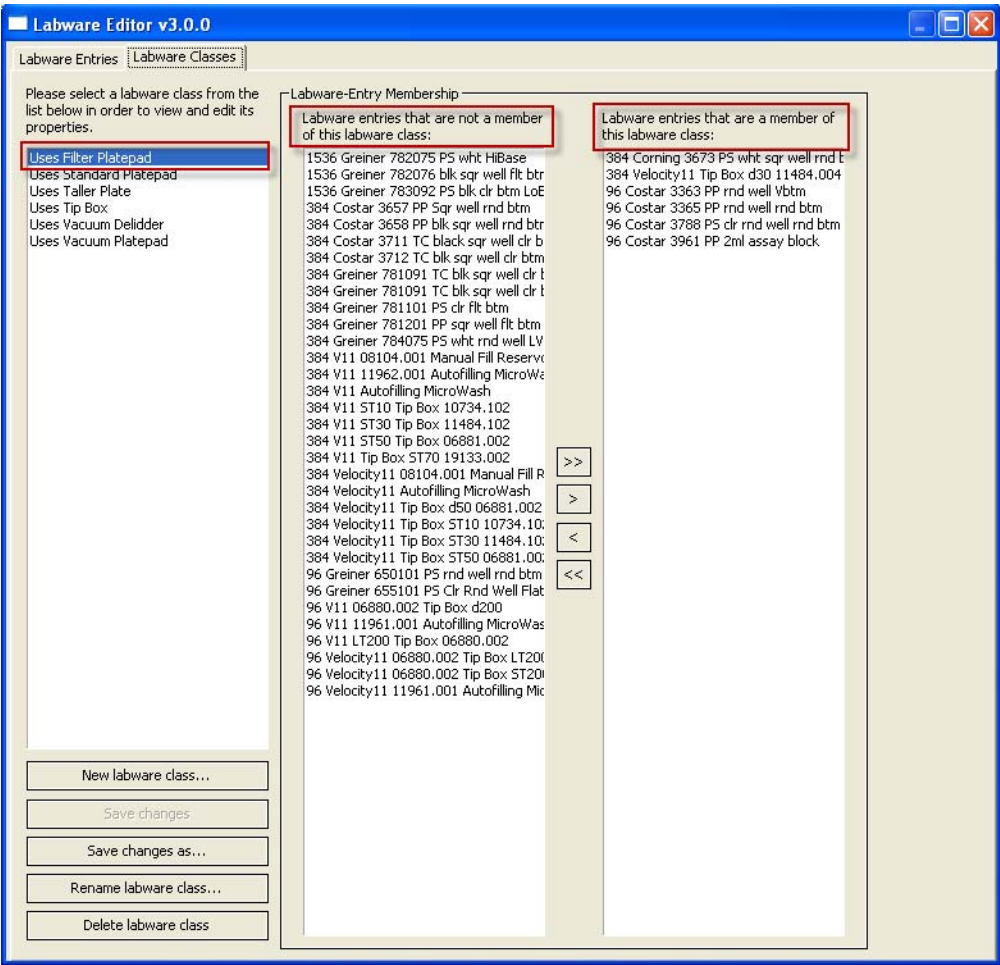 Labware Editor v3.0.0
Labware Entries
Labware Classes
Please select a labware class from the
list below in order to view and edit its
properties.
Uses Filter Platepad
Uses Standard Platepad
Uses Taller Plate
Uses Tip Box
Uses Vacuum Delidder
Uses Vacuum Platepad
New labware class...
Save changes
Save changes as...
Rename labware class...
Delete labware class
Labware-Entry Membership
Labware entries that are not a member
of this labware class:
1536 Greiner 782075 PS wht HiBase
1536 Greiner 782076 blk sqr well flt btr
1536 Greiner 783092 PS blk clr btm LoE
384 Costar 3657 PP Sqr well rnd btm
384 Costar 3658 PP blk sqr well rnd btr
384 Costar 3711 TC black sqr well clr b
384 Costar 3712 TC blk sqr well clr btm
384 Greiner 781091 TC blk sqr well clr b
384 Greiner 781091 TC blk sqr well clr b
384 Greiner 781101 PS clr flt btm
384 Greiner 781201 PP sqr well flt btm
384 Greiner 784075 PS wht rnd well LV
384 V11 08104.001 Manual Fill Reservo
384 V11 11962.001 Autofilling MicroWa
384 V11 Autofilling MicroWash
384 V11 ST10 Tip Box 10734.102
384 V11 ST30 Tip Box 11484.102
384 V11 ST50 Tip Box 06881.002
384 V11 Tip Box ST70 19133.002
384 Velocity11 08104.001 Manual Fill R
384 Velocity11 Autofilling MicroWash
384 Velocity11 Tip Box d50 06881.002
384 Velocity11 Tip Box ST10 10734.10
384 Velocity11 Tip Box ST30 11484.10
384 Velocity11 Tip Box ST50 06881.00
96 Greiner 650101 PS rnd well rnd btm
96 Greiner 655101 PS Clr Rnd Well Flat
96 V11 06880.002 Tip Box d200
96 V11 11961.001 Autofilling MicroWas
96 V11 LT200 Tip Box 06880.002
96 Velocity11 06880.002 Tip Box LT200
96 Velocity11 06880.002 Tip Box ST200
96 Velocity11 11961.001 Autofilling Mic
>>
>
<
<<
Labware entries that are a member of
this labware class:
384 Corning 3673 PS wht sqr well rnd b
384 Velocity11 Tip Box d30 11484.004
96 Costar 3363 PP rnd well Vbtm
96 Costar 3365 PP rnd well rnd btm
96 Costar 3788 PS clr rnd well rnd btm
96 Costar 3961 PP 2ml assay block